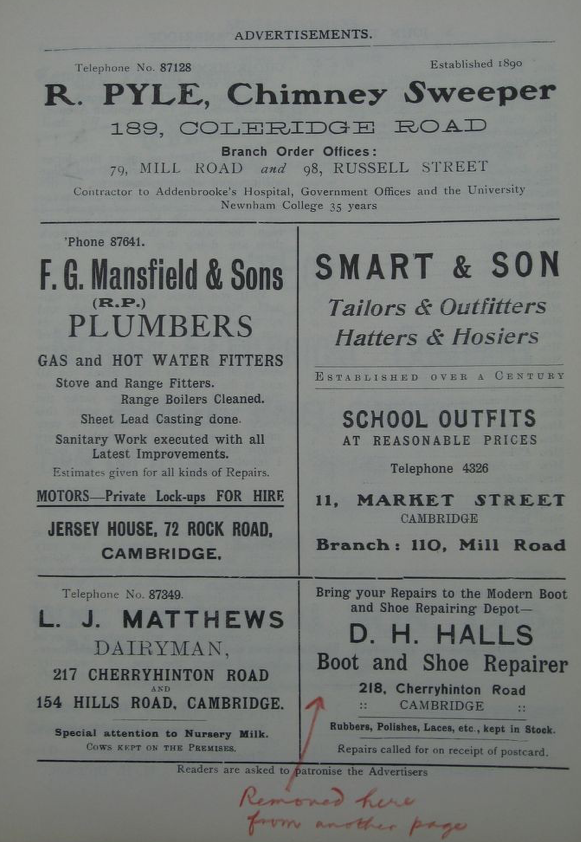 ADVERTISEMENTS.
Telephone No. 87128
Established 1890
R. PYLE, Chimney Sweeper
189, COLERIDGE ROAD
Branch Order Offices:
79, MILL ROAD and 98, RUSSELL STREET
Contractor to Addenbrooke's Hospital, Government Offices and the University
Newnham College 35 years
'Phone 87641.
F. G. Mansfield & Sons
(R.P.)
PLUMBERS
GAS and HOT WATER FITTERS
Stove and Range Fitters.
Range Boilers Cleaned.
Sheet Lead Casting done.
Sanitary Work executed with all
Latest Improvements.
Estimates given for all kinds of Repairs.
MOTORS—Private Lock-ups FOR HIRE
JERSEY HOUSE, 72 ROCK ROAD,
CAMBRIDGE.
SMART & SON
Tailors & Outfitters
Hatters & Hosiers
ESTABLISHED OVER A CENTURY
SCHOOL OUTFITS
AT REASONABLE PRICES
Telephone 4326
11, MARKET STREET
CAMBRIDGE
Branch: 110, Mill Road
Telephone No. 87349.
L. J. MATTHEWS
DAIRYMAN,
217 CHERRYHINTON ROAD
AND
154 HILLS ROAD, CAMBRIDGE.
Special attention to Nursery Milk.
COWS KEPT ON THE PREMISES.
Bring your Repairs to the Modern Boot
and Shoe Repairing Depot—
D. H. HALLS
Boot and Shoe Repairer
218, Cherryhinton Road
:: CAMBRIDGE ::
Rubbers, Polishes, Laces, etc., kept in Stock.
Repairs called for on receipt of postcard.
Readers are asked to patronise the Advertisers
Removed here
from another page